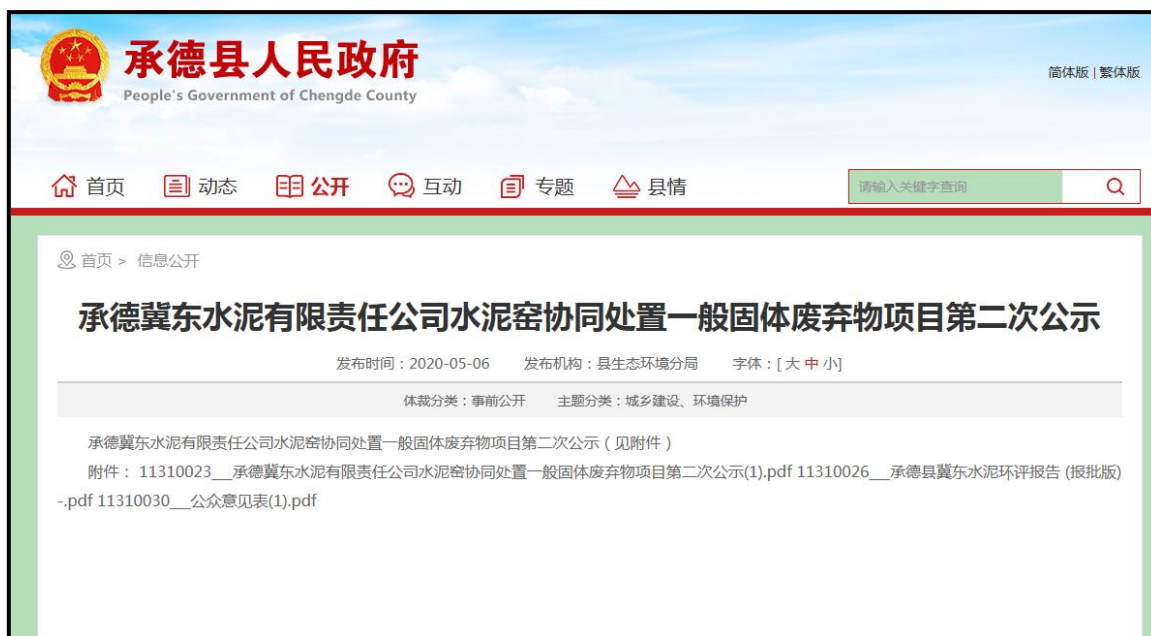 承德县人民政府
People's Government of Chengde County
简体版 | 繁体版
首页 动态 公开 互动 专题 县情
请输入关键字查询
首页 > 信息公开
承德冀东水泥有限责任公司水泥窑协同处置一般固体废弃物项目第二次公示
发布时间：2020-05-06 发布机构：县生态环境分局 字体：[ 大 中 小]
体裁分类：事前公开 主题分类：城乡建设、环境保护
承德冀东水泥有限责任公司水泥窑协同处置一般固体废弃物项目第二次公示（见附件）
附件： 11310023___承德冀东水泥有限责任公司水泥窑协同处置一般固体废弃物项目第二次公示(1).pdf 11310026___承德县冀东水泥环评报告 (报批版)
-.pdf 11310030___公众意见表(1).pdf